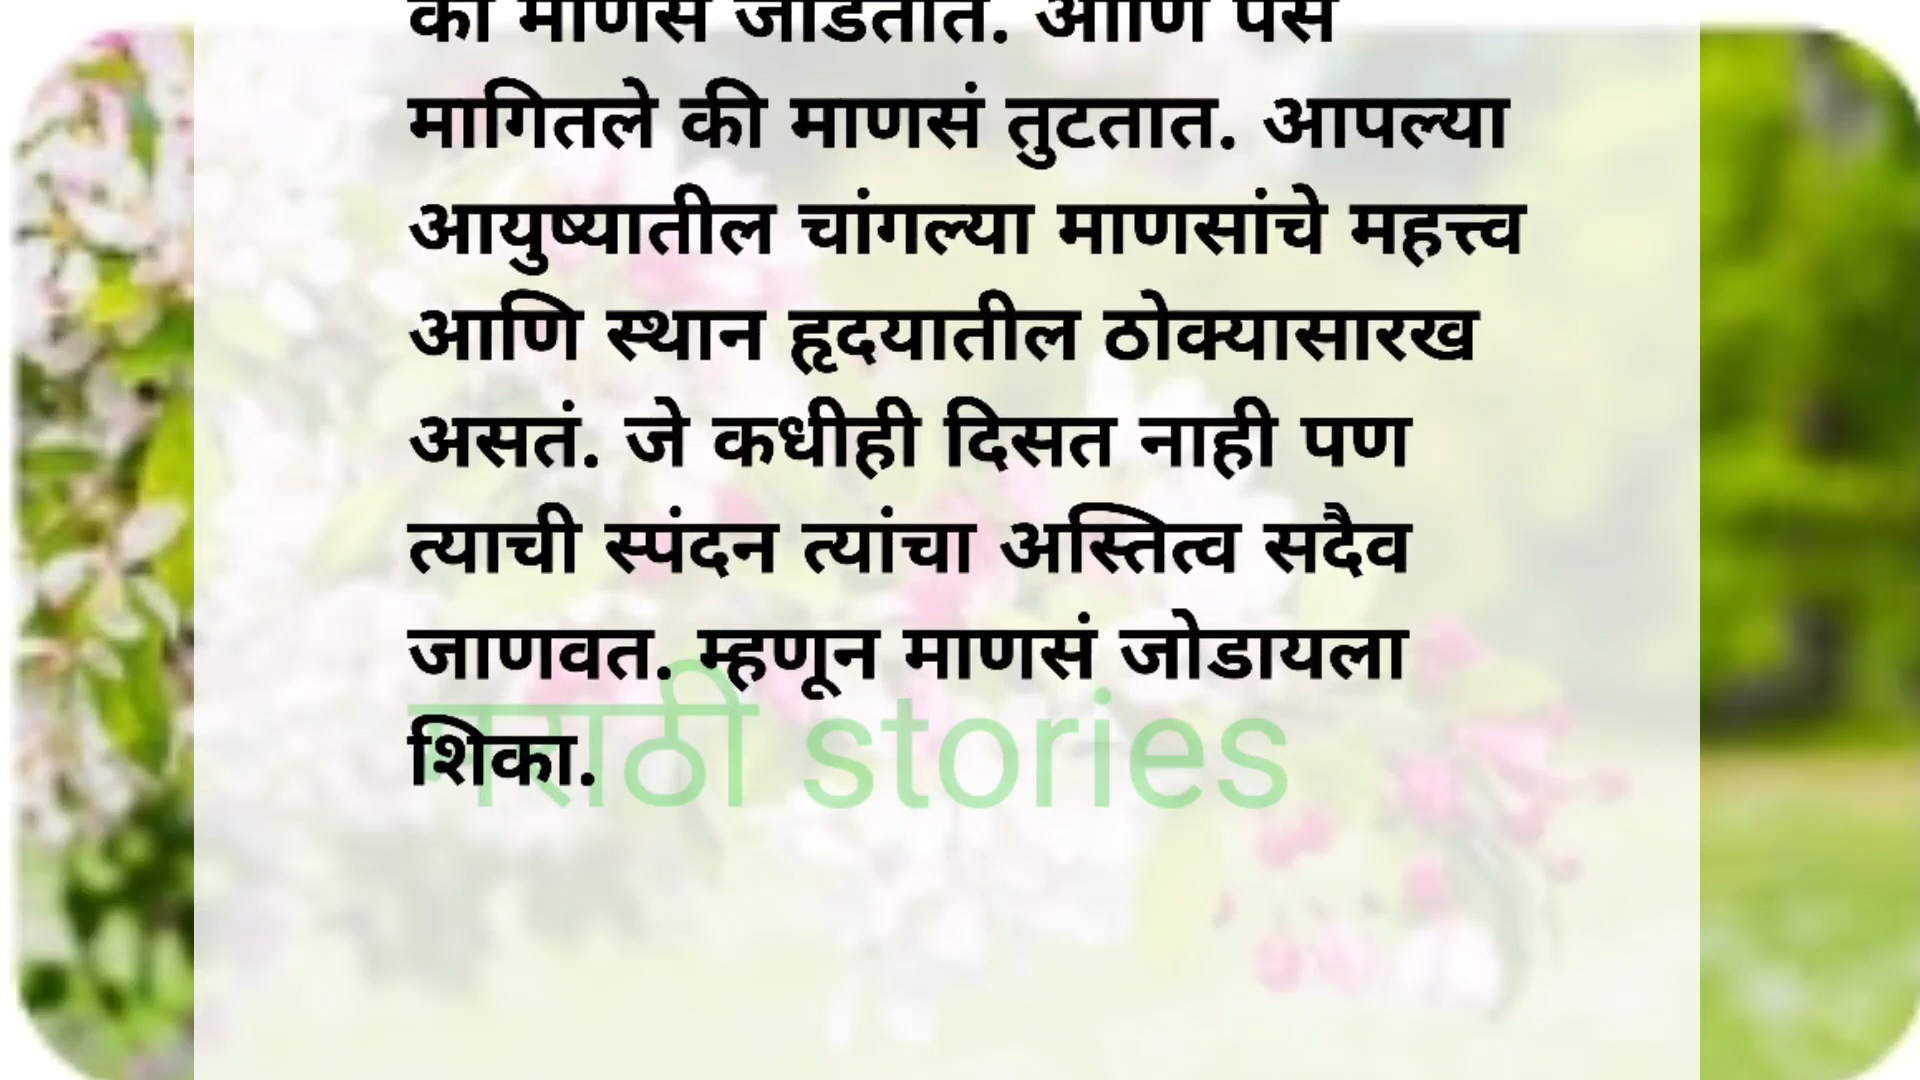 की माणसं जोडतात. आणि पैसे
मागितले की माणसं तुटतात. आपल्या
आयुष्यातील चांगल्या माणसांचे महत्त्व
आणि स्थान हृदयातील ठोक्यासारख
असतं. जे कधीही दिसत नाही पण
त्याची स्पंदन त्यांचा अस्तित्व सदैव
जाणवत. म्हणून माणसं जोडायला
शिका.
मराठी stories